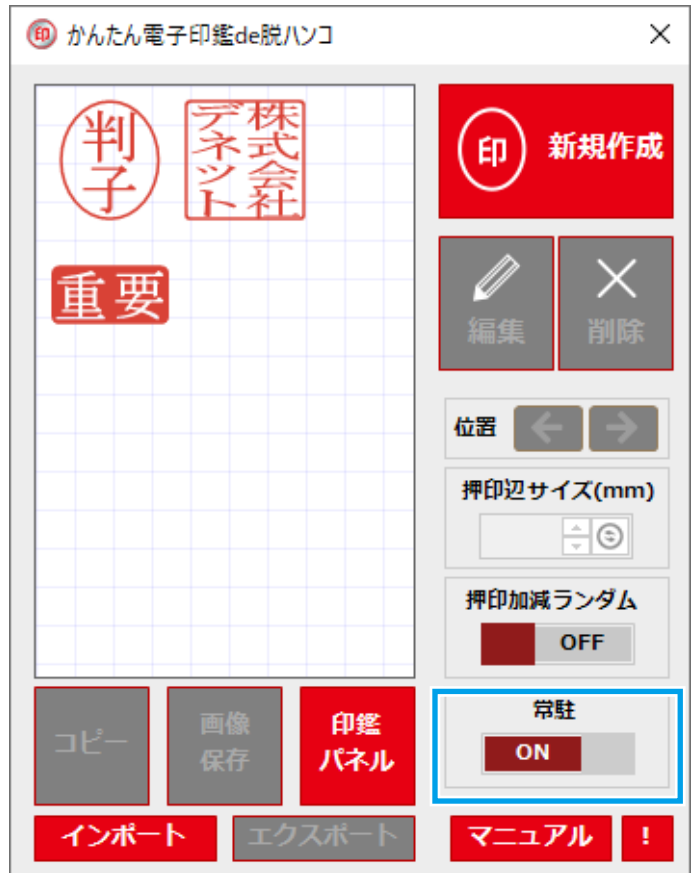 印 かんたん電子印鑑de脱ハンコ
判子
株式会社デネット
重要
印 新規作成
編集
削除
位置
押印辺サイズ(mm)
押印加減ランダム
OFF
常駐
ON
コピー
画像
保存
印鑑
パネル
インポート
エクスポート
マニュアル
!